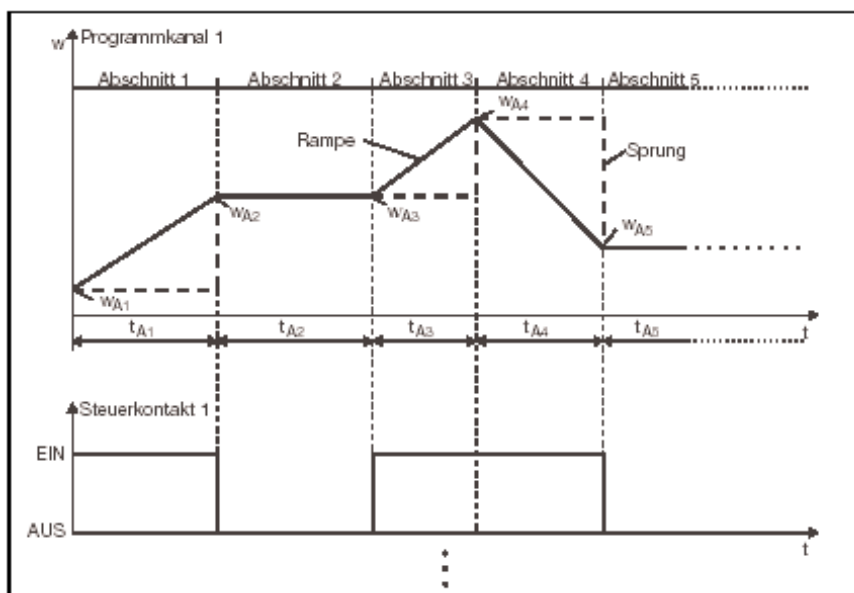 w Programmkanal 1
Abschnitt 1 Abschnitt 2 Abschnitt 3 Abschnitt 4 Abschnitt 5
wA4
Rampe
Sprung
wA2
wA3
wA5
wA1
tA1 tA2 tA3 tA4 tA5 t
Steuerkontakt 1
EIN
AUS
t